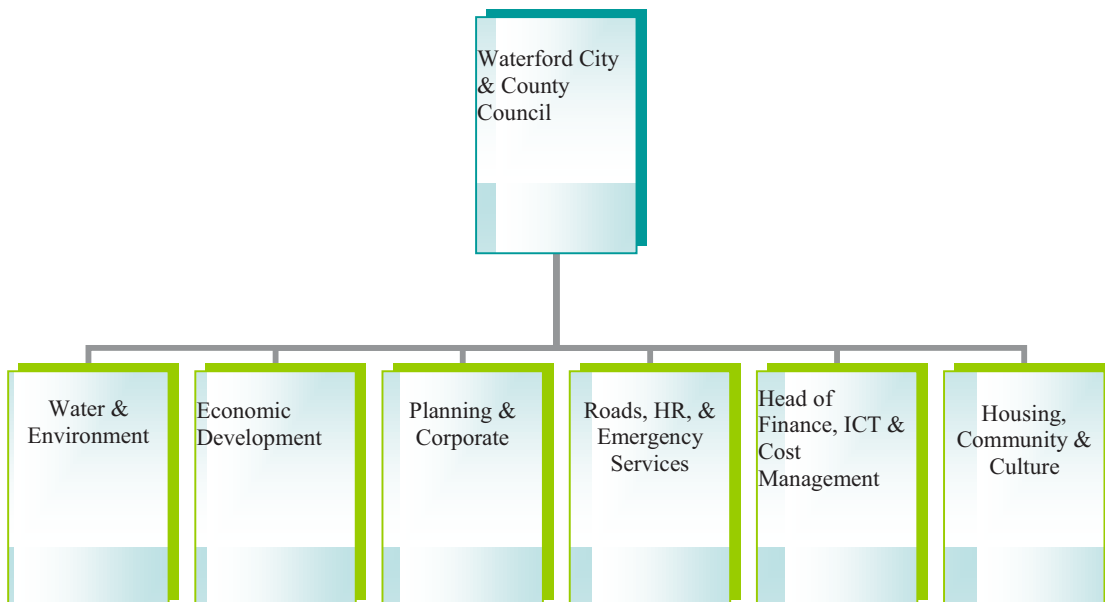 Waterford City
& County
Council
Water &
Environment
Economic
Development
Planning &
Corporate
Roads, HR, &
Emergency
Services
Head of
Finance, ICT &
Cost
Management
Housing,
Community &
Culture